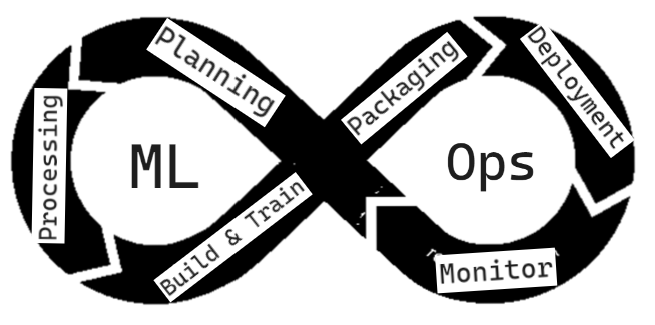 Planning
Packaging
Deployment
Processing
ML
Ops
Build & Train
Monitor